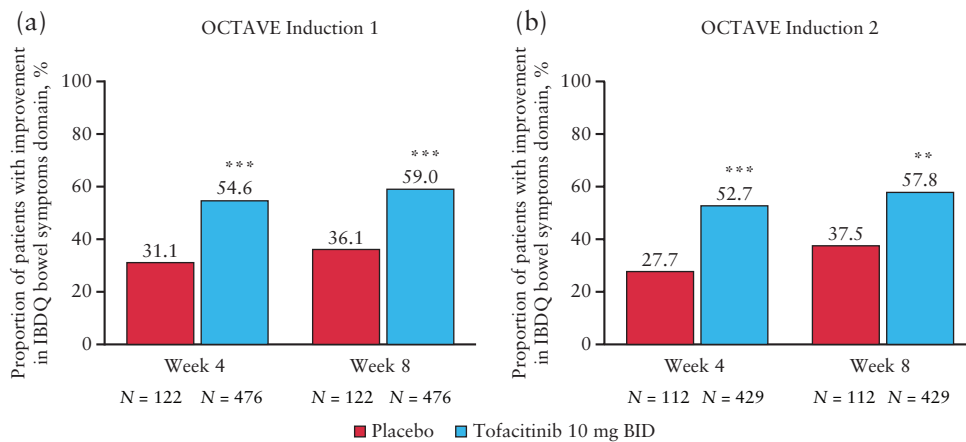 (a)
OCTAVE Induction 1
Proportion of patients with improvement
in IBDQ bowel symptoms domain, %
100
80
60
40
20
0
31.1
***
54.6
36.1
***
59.0
Week 4
Week 8
N = 122
N = 476
N = 122
N = 476
(b)
OCTAVE Induction 2
Proportion of patients with improvement
in IBDQ bowel symptoms domain, %
100
80
60
40
20
0
27.7
***
52.7
37.5
**
57.8
Week 4
Week 8
N = 112
N = 429
N = 112
N = 429
Placebo
Tofacitinib 10 mg BID